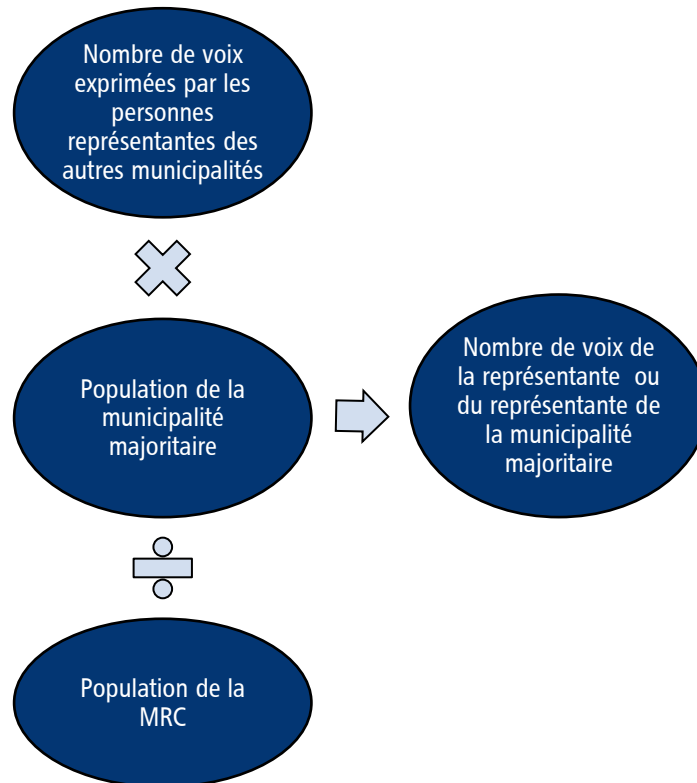 Nombre de voix
exprimées par les
personnes
représentantes des
autres municipalités
Population de la
municipalité
majoritaire
Nombre de voix de
la représentante ou
du représentante de
la municipalité
majoritaire
Population de la
MRC